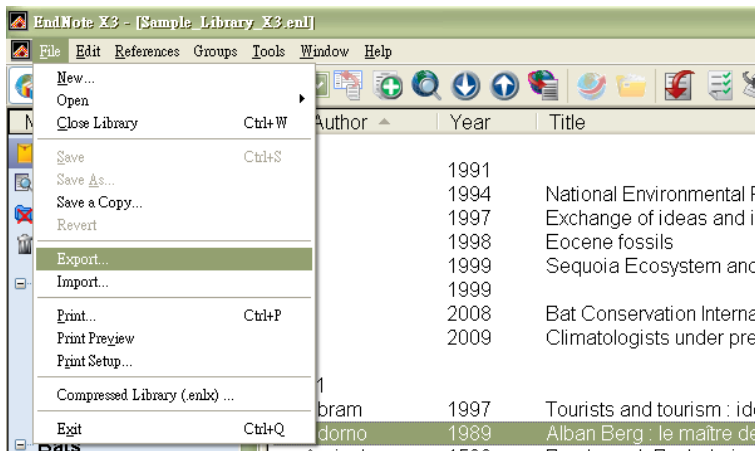 EndNote X3 - [Sample_Library_X3.enl]
File Edit References Groups Tools Window Help
New...
Open
Close Library Ctrl+W
Save Ctrl+S
Save As...
Save a Copy...
Revert
Export...
Import...
Print... Ctrl+P
Print Preview
Print Setup...
Compressed Library (.enlx) ...
Exit Ctrl+Q
Author Year Title
1991
1994 National Environmental
1997 Exchange of ideas and i
1998 Eocene fossils
1999 Sequoia Ecosystem and
1999
2008 Bat Conservation Interna
2009 Climatologists under pre
bram 1997 Tourists and tourism : id
dorno 1989 Alban Berg : le maître de
Bats